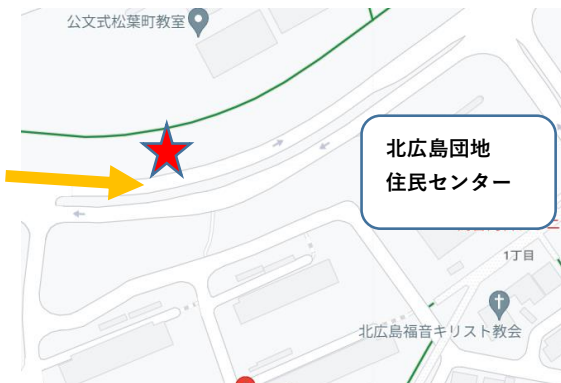 公文式松葉町教室
北広島団地
住民センター
1丁目
北広島福音キリスト教会